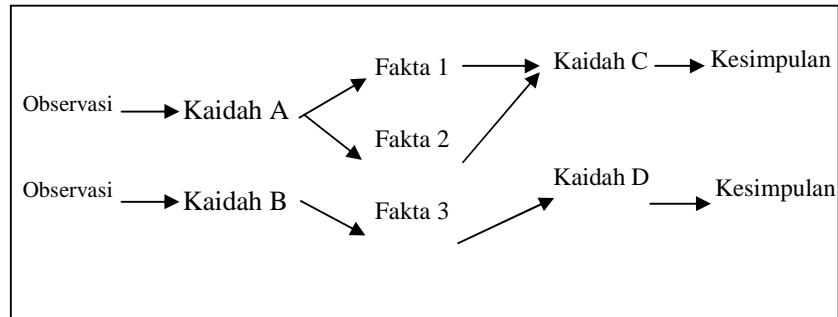 Fakta 1
Kaidah C
Kesimpulan
Observasi
Kaidah A
Fakta 2
Observasi
Kaidah B
Fakta 3
Kaidah D
Kesimpulan